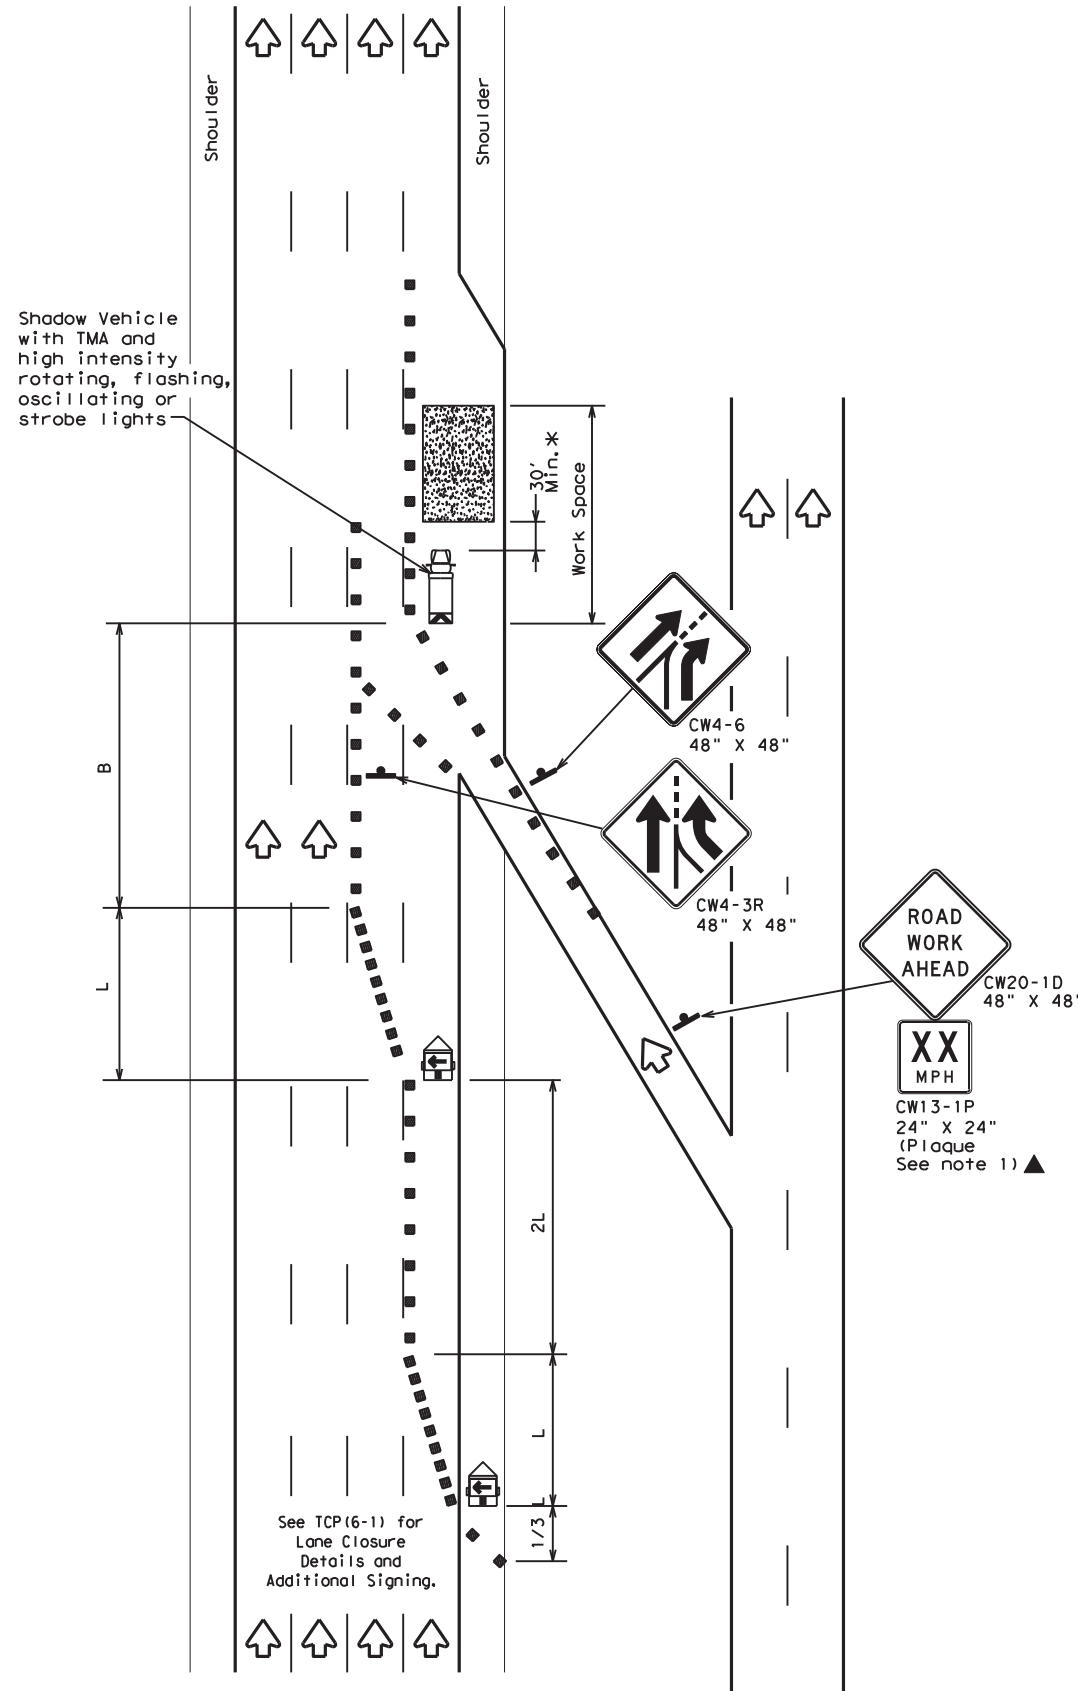 Shoulder
Shoulder
Shadow Vehicle
with TMA and
high intensity
rotating, flashing,
oscillating or
strobe lights
30'
Min.*
Work Space
CW4-6
48" X 48"
B
CW4-3R
48" X 48"
ROAD
WORK
AHEAD
CW20-1D
48" X 48"
XX
MPH
CW13-1P
24" X 24"
(Plaque
See note 1)▲
L
2L
L
1/3 L
See TCP(6-1) for
Lane Closure
Details and
Additional Signing.